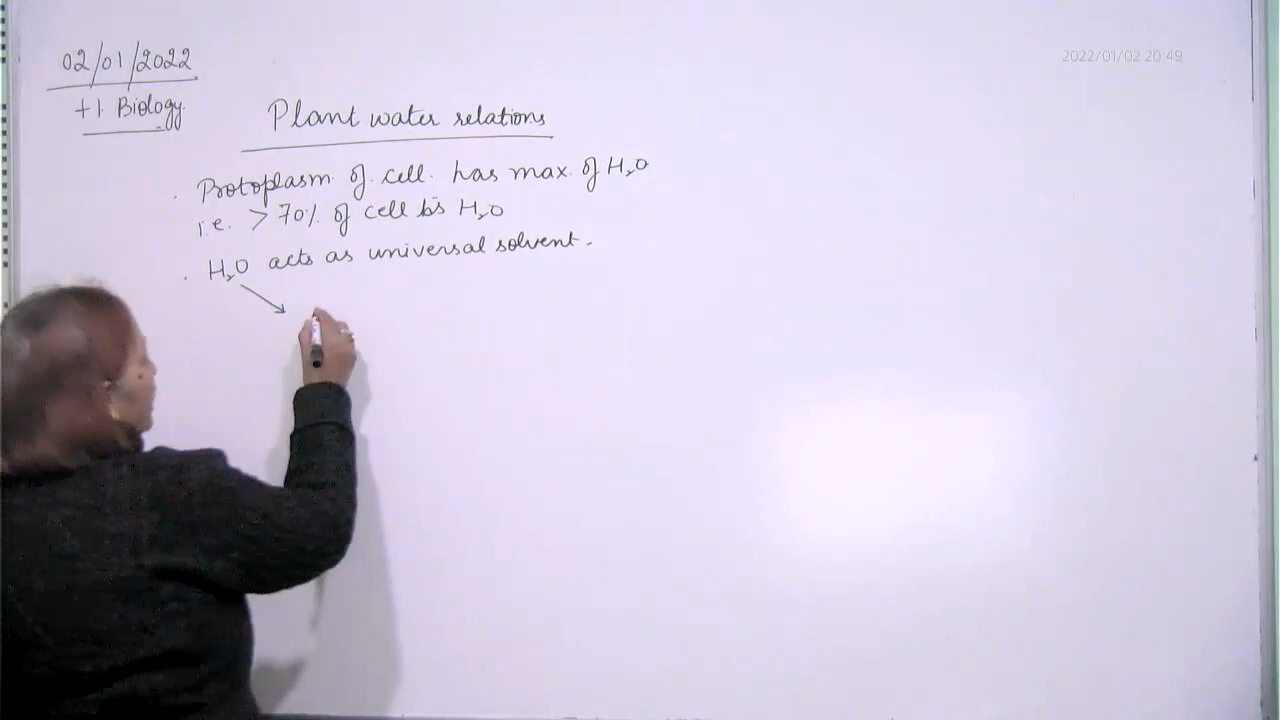 02/01/2022
2022/01/02 20:49
+1 Biology.
Plant water relations
. Protoplasm of cell. has max. of H₂O
i.e. > 70% of cell is H₂O
. H₂O acts as universal solvent.